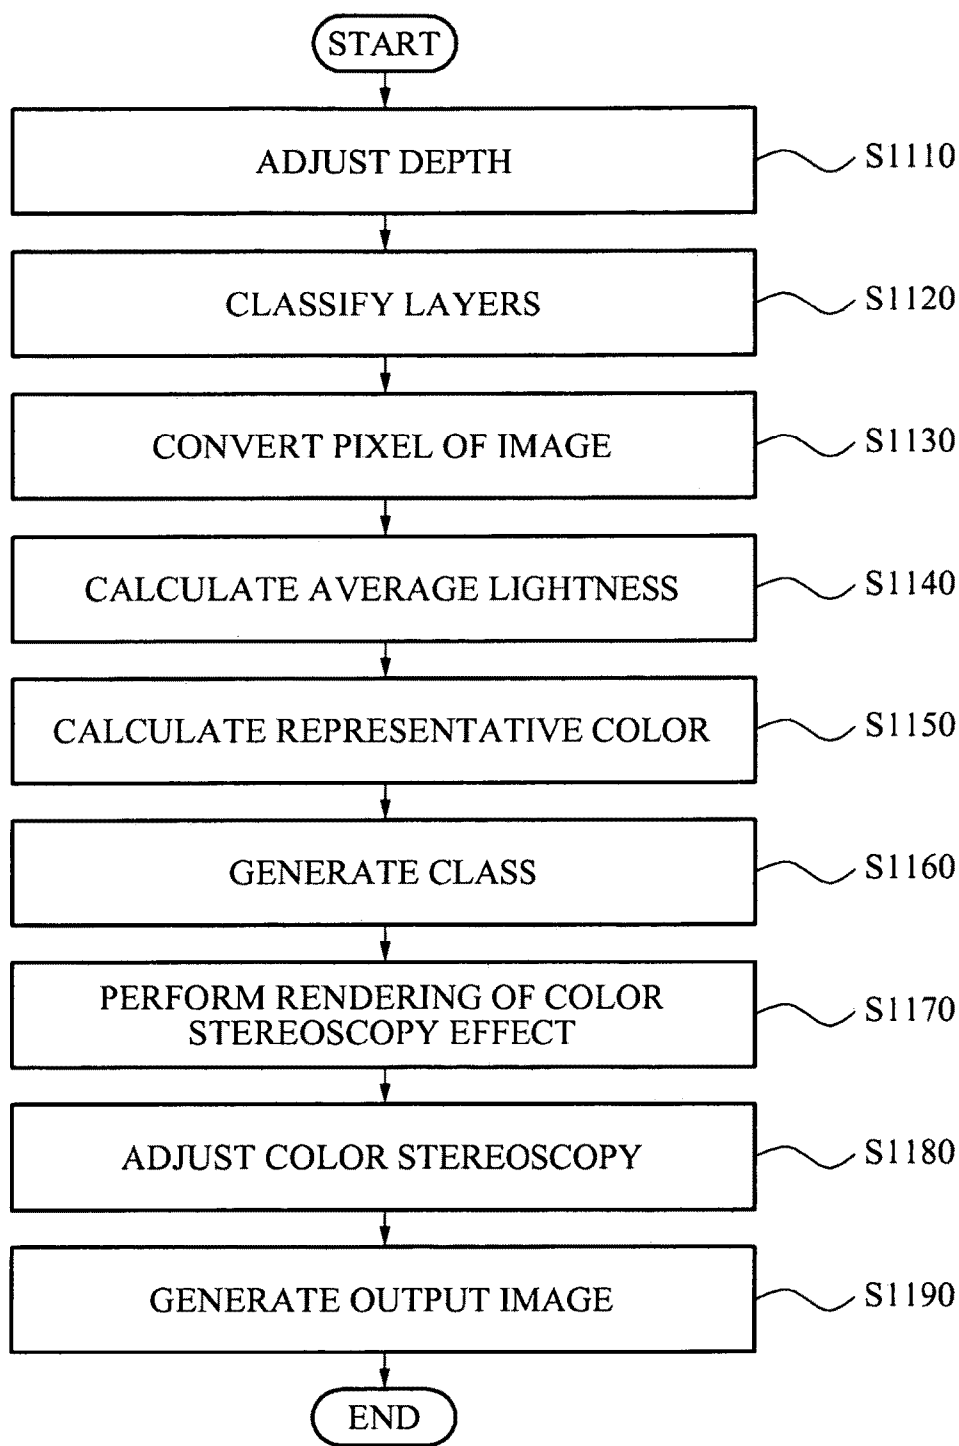 START
ADJUST DEPTH
S1110
CLASSIFY LAYERS
S1120
CONVERT PIXEL OF IMAGE
S1130
CALCULATE AVERAGE LIGHTNESS
S1140
CALCULATE REPRESENTATIVE COLOR
S1150
GENERATE CLASS
S1160
PERFORM RENDERING OF COLOR
STEREOSCOPY EFFECT
S1170
ADJUST COLOR STEREOSCOPY
S1180
GENERATE OUTPUT IMAGE
S1190
END